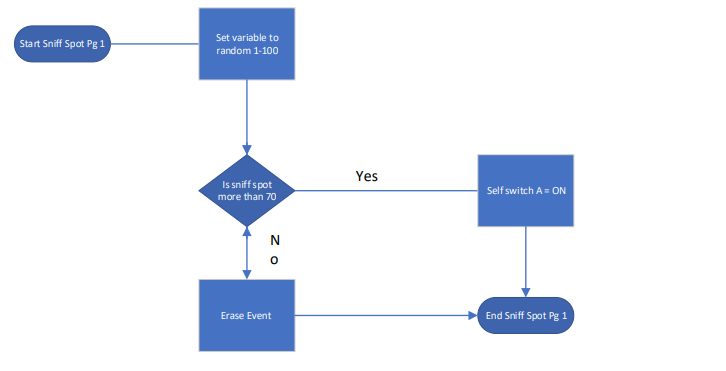 Start Sniff Spot Pg 1
Set variable to
random 1-100
Is sniff spot
more than 70
Yes
Self switch A = ON
N
o
Erase Event
End Sniff Spot Pg 1